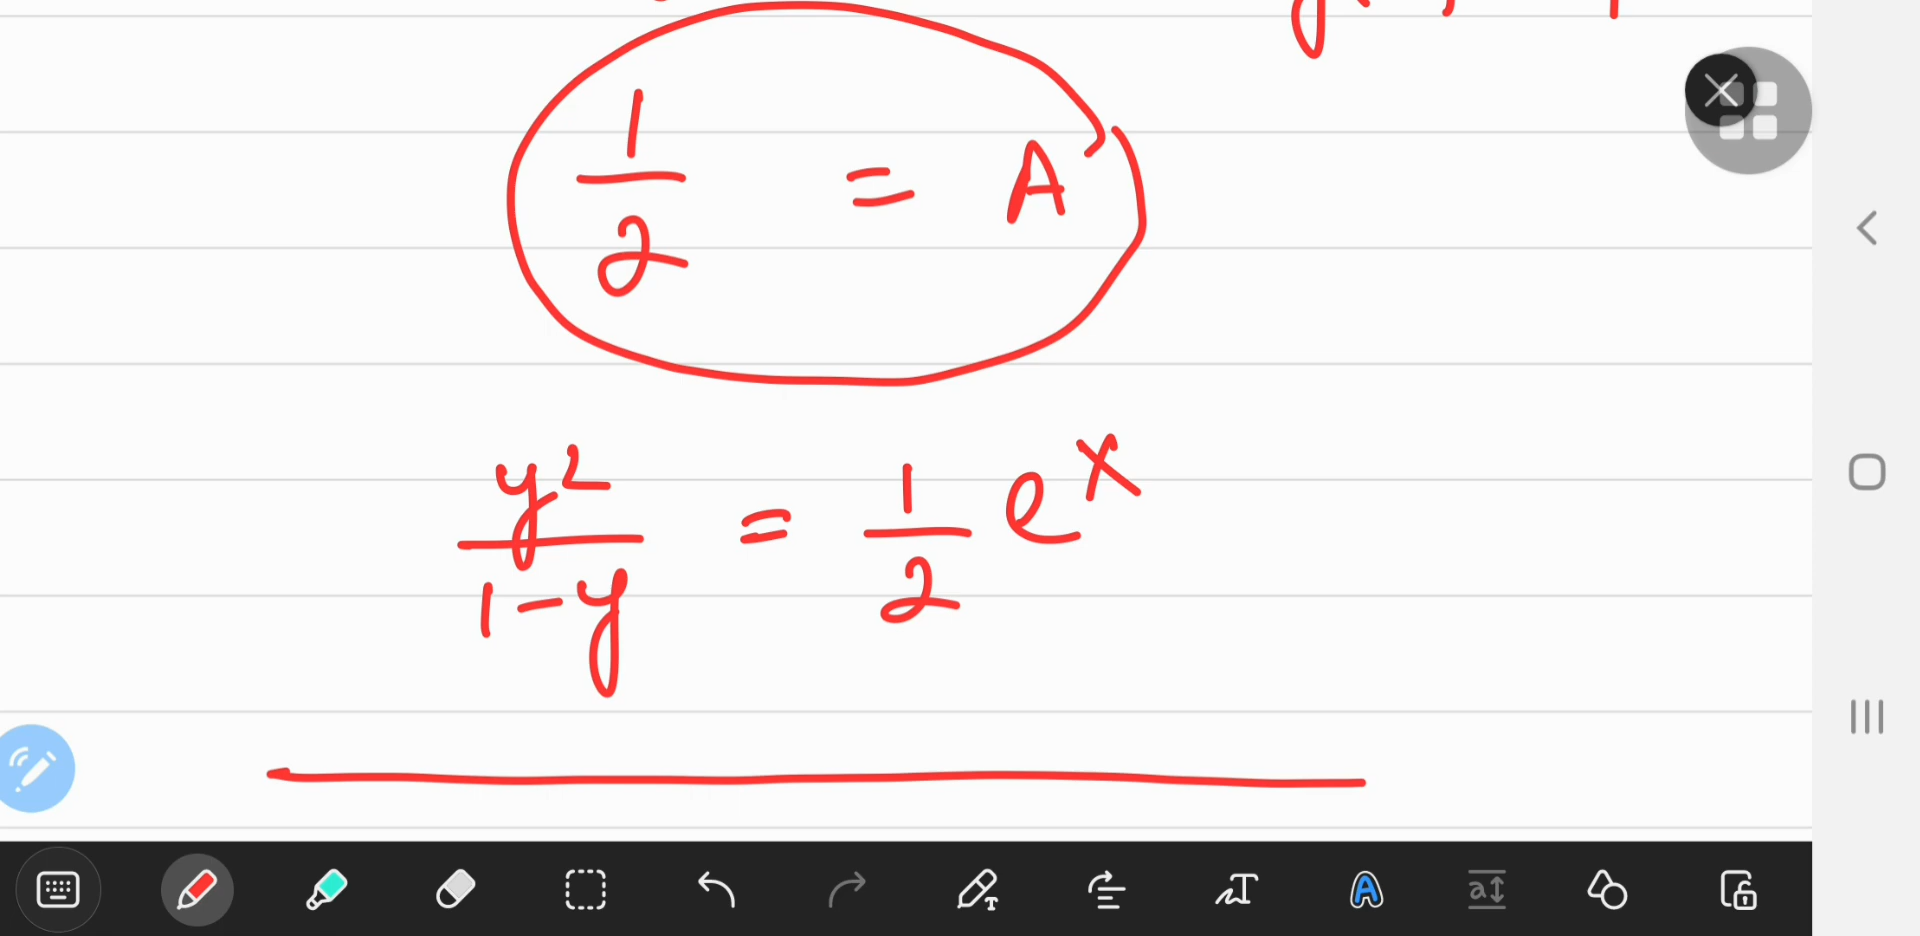 1/2 = A
y²/(1-y) = 1/2 eˣ